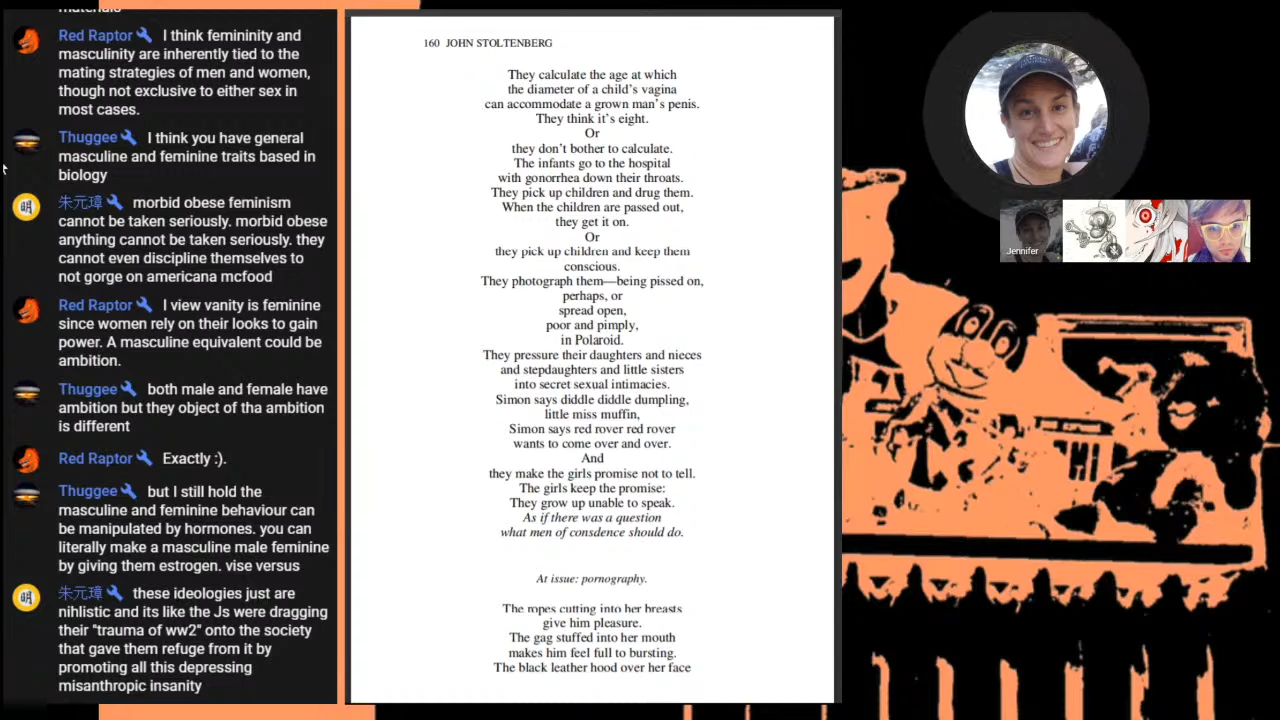 materials
Red Raptor I think femininity and
masculinity are inherently tied to the
mating strategies of men and women,
though not exclusive to either sex in
most cases.
Thuggee I think you have general
masculine and feminine traits based in
biology
朱元璋 morbid obese feminism
cannot be taken seriously. morbid obese
anything cannot be taken seriously. they
cannot even discipline themselves to
not gorge on americana mcfood
Red Raptor I view vanity is feminine
since women rely on their looks to gain
power. A masculine equivalent could be
ambition.
Thuggee both male and female have
ambition but they object of tha ambition
is different
Red Raptor Exactly :).
Thuggee but I still hold the
masculine and feminine behaviour can
be manipulated by hormones. you can
literally make a masculine male feminine
by giving them estrogen. vise versus
朱元璋 these ideologies just are
nihlistic and its like the Js were dragging
their "trauma of ww2" onto the society
that gave them refuge from it by
promoting all this depressing
misanthropic insanity
160 JOHN STOLTENBERG
They calculate the age at which
the diameter of a child's vagina
can accommodate a grown man's penis.
They think it's eight.
Or
they don't bother to calculate.
The infants go to the hospital
with gonorrhea down their throats.
They pick up children and drug them.
When the children are passed out,
they get it on.
Or
they pick up children and keep them
conscious.
They photograph them—being pissed on,
perhaps, or
spread open,
poor and pimply,
in Polaroid.
They pressure their daughters and nieces
and stepdaughters and little sisters
into secret sexual intimacies.
Simon says diddle diddle dumpling,
little miss muffin,
Simon says red rover red rover
wants to come over and over.
And
they make the girls promise not to tell.
The girls keep the promise:
They grow up unable to speak.
As if there was a question
what men of consdence should do.
At issue: pornography.
The ropes cutting into her breasts
give him pleasure.
The gag stuffed into her mouth
makes him feel full to bursting.
The black leather hood over her face
Jennifer